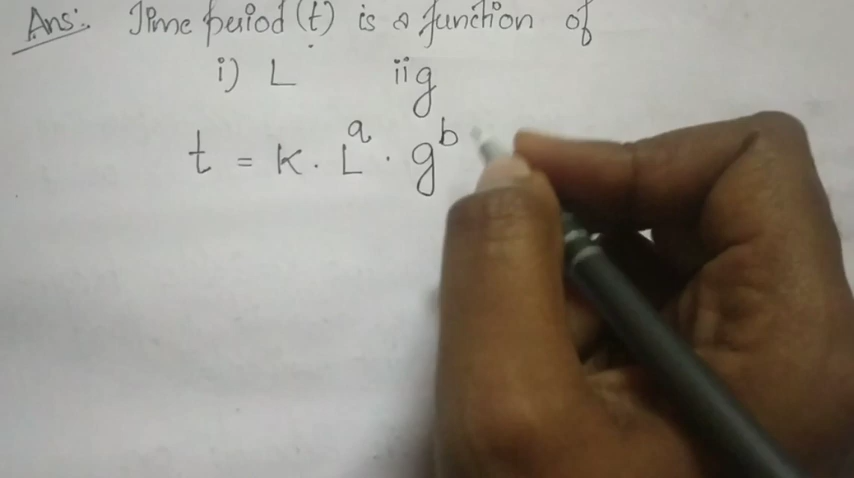 Ans: Time period (t) is a function of
i) L ii g
t = K . L^a . g^b